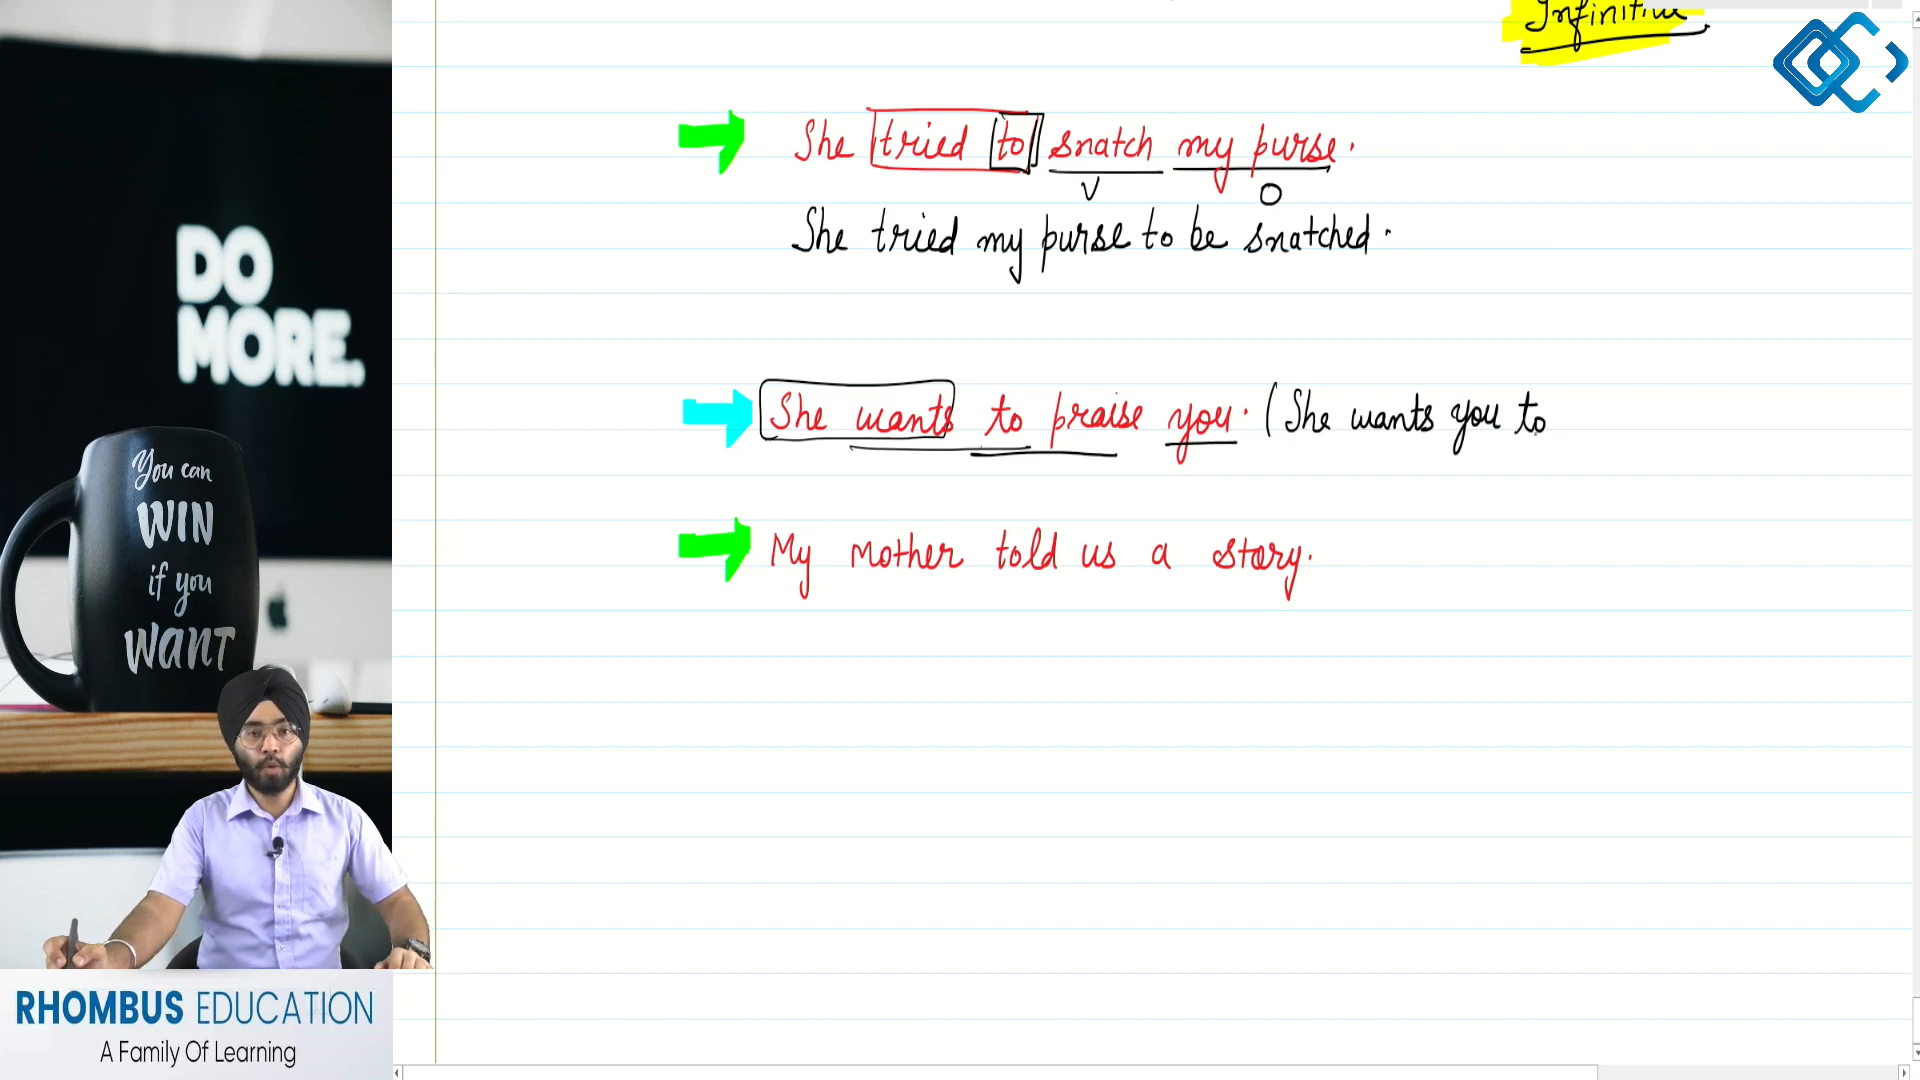 Infinitive
She tried to snatch my purse.
V O
She tried my purse to be snatched.
She wants to praise you. (She wants you to
My mother told us a story.
DO
MORE.
You can
WIN
if you
WANT
RHOMBUS EDUCATION
A Family Of Learning